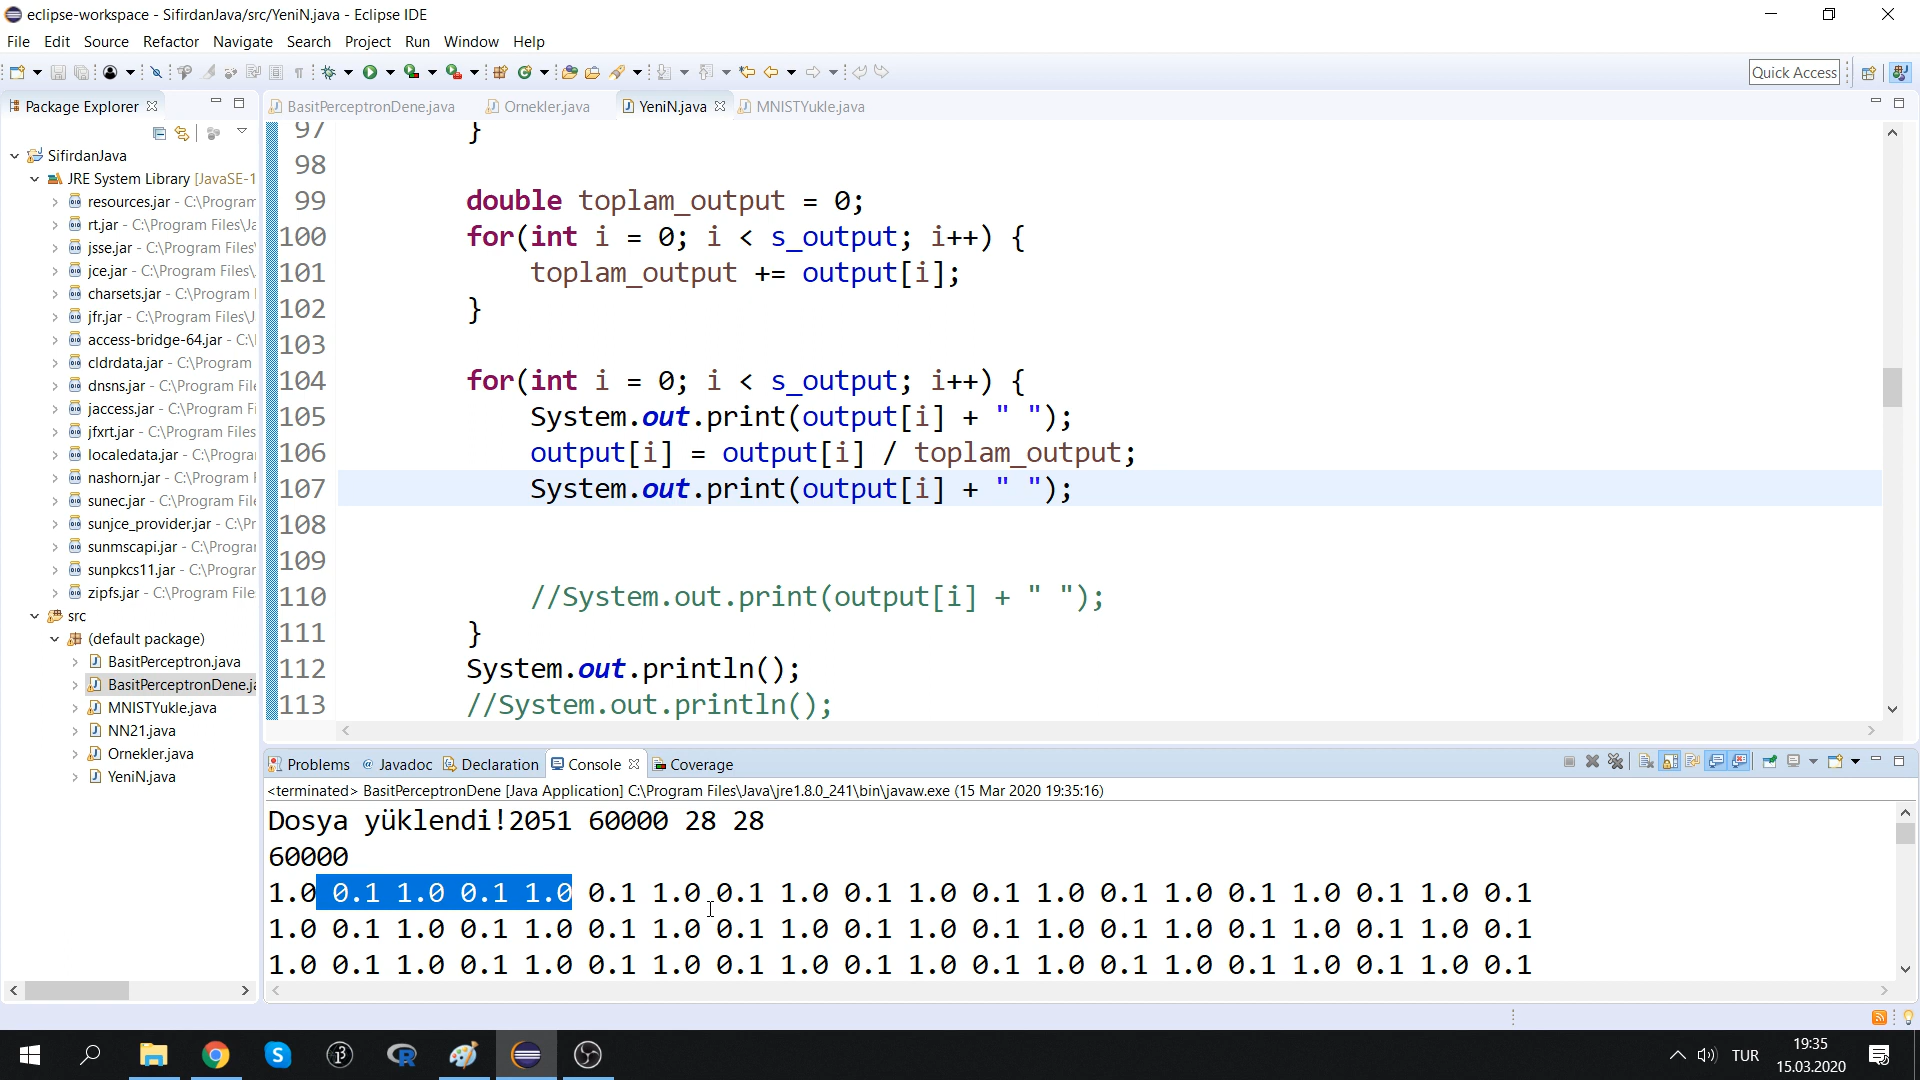 eclipse-workspace - SifirdanJava/src/YeniN.java - Eclipse IDE
File Edit Source Refactor Navigate Search Project Run Window Help
Quick Access
Package Explorer
BasitPerceptronDene.java Ornekler.java YeniN.java MNISTYukle.java
SifirdanJava
JRE System Library [JavaSE-1
resources.jar - C:\Program
rt.jar - C:\Program Files\Ja
jsse.jar - C:\Program Files\
jce.jar - C:\Program Files\
charsets.jar - C:\Program
jfr.jar - C:\Program Files\J
access-bridge-64.jar - C:\
cldrdata.jar - C:\Program
dnsns.jar - C:\Program File
jaccess.jar - C:\Program F
jfxrt.jar - C:\Program Files
localedata.jar - C:\Progra
nashorn.jar - C:\Program
sunec.jar - C:\Program File
sunjce_provider.jar - C:\Pr
sunmscapi.jar - C:\Progra
sunpkcs11.jar - C:\Progra
zipfs.jar - C:\Program File
src
(default package)
BasitPerceptron.java
BasitPerceptronDene.ja
MNISTYukle.java
NN21.java
Ornekler.java
YeniN.java
97 }
98
99 double toplam_output = 0;
100 for(int i = 0; i < s_output; i++) {
101 toplam_output += output[i];
102 }
103
104 for(int i = 0; i < s_output; i++) {
105 System.out.print(output[i] + " ");
106 output[i] = output[i] / toplam_output;
107 System.out.print(output[i] + " ");
108
109
110 //System.out.print(output[i] + " ");
111 }
112 System.out.println();
113 //System.out.println();
Problems @ Javadoc Declaration Console Coverage
<terminated> BasitPerceptronDene [Java Application] C:\Program Files\Java\jre1.8.0_241\bin\javaw.exe (15 Mar 2020 19:35:16)
Dosya yüklendi!2051 60000 28 28
60000
1.0 0.1 1.0 0.1 1.0 0.1 1.0 0.1 1.0 0.1 1.0 0.1 1.0 0.1 1.0 0.1 1.0 0.1 1.0 0.1
1.0 0.1 1.0 0.1 1.0 0.1 1.0 0.1 1.0 0.1 1.0 0.1 1.0 0.1 1.0 0.1 1.0 0.1 1.0 0.1
1.0 0.1 1.0 0.1 1.0 0.1 1.0 0.1 1.0 0.1 1.0 0.1 1.0 0.1 1.0 0.1 1.0 0.1 1.0 0.1
TUR
19:35
15.03.2020